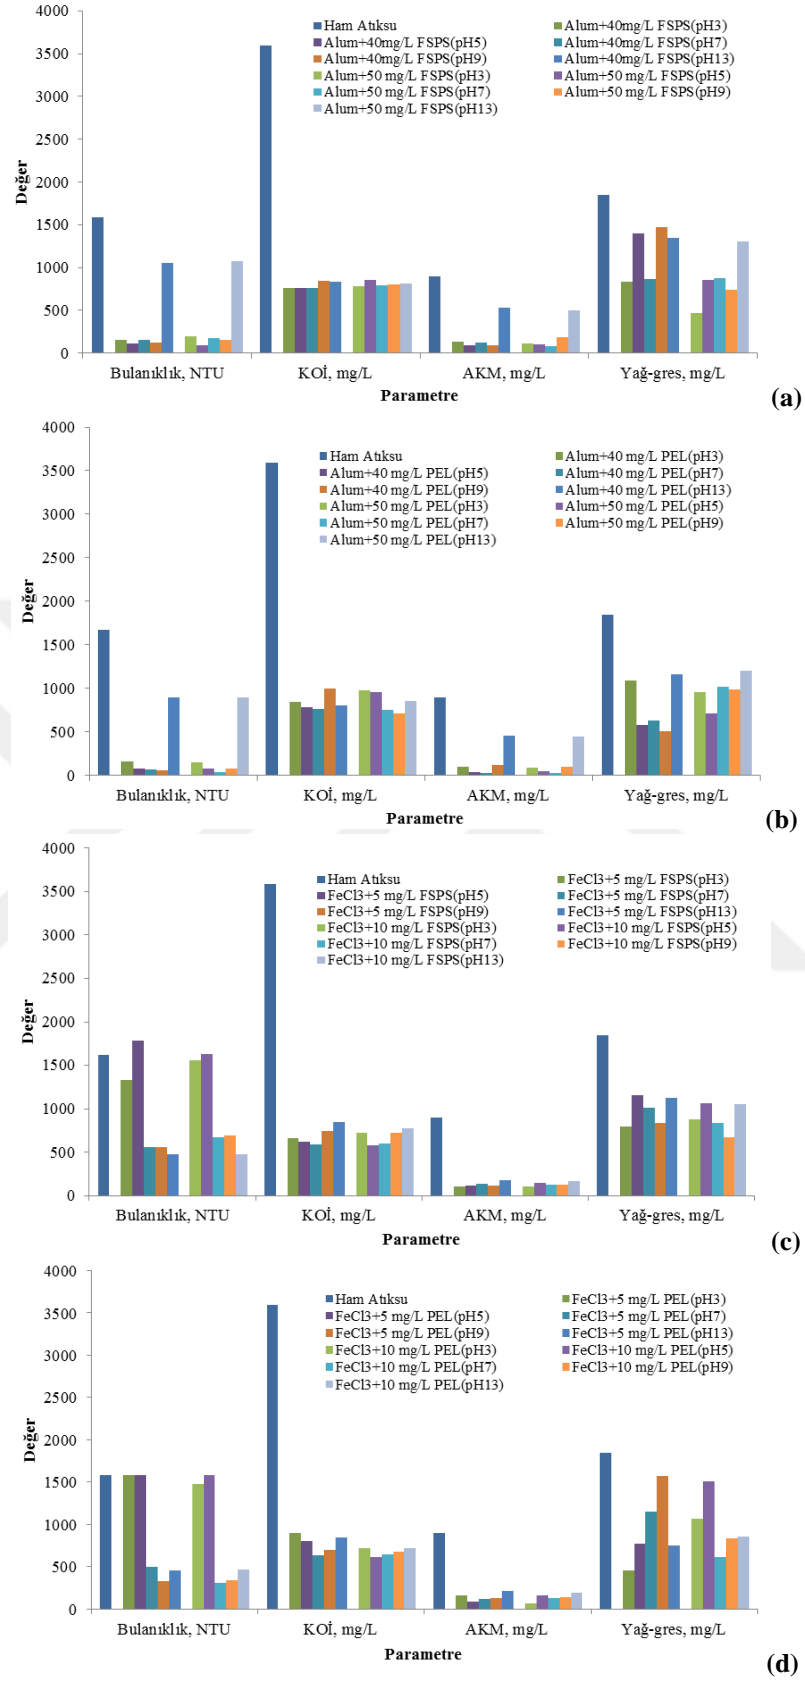 4000
3500
3000
2500
2000
1500
1000
500
0
Değer
Ham Atıksu
Alum+40mg/L FSPS(pH3)
Alum+40mg/L FSPS(pH5)
Alum+40mg/L FSPS(pH7)
Alum+40mg/L FSPS(pH9)
Alum+40mg/L FSPS(pH13)
Alum+50 mg/L FSPS(pH3)
Alum+50 mg/L FSPS(pH5)
Alum+50 mg/L FSPS(pH7)
Alum+50 mg/L FSPS(pH9)
Alum+50 mg/L FSPS(pH13)
Bulanıklık, NTU
KOİ, mg/L
AKM, mg/L
Yağ-gres, mg/L
Parametre
(a)
4000
3500
3000
2500
2000
1500
1000
500
0
Değer
Ham Atıksu
Alum+40 mg/L PEL(pH3)
Alum+40 mg/L PEL(pH5)
Alum+40 mg/L PEL(pH7)
Alum+40 mg/L PEL(pH9)
Alum+40 mg/L PEL(pH13)
Alum+50 mg/L PEL(pH3)
Alum+50 mg/L PEL(pH5)
Alum+50 mg/L PEL(pH7)
Alum+50 mg/L PEL(pH9)
Alum+50 mg/L PEL(pH13)
Bulanıklık, NTU
KOİ, mg/L
AKM, mg/L
Yağ-gres, mg/L
Parametre
(b)
4000
3500
3000
2500
2000
1500
1000
500
0
Değer
Ham Atıksu
FeCl3+5 mg/L FSPS(pH3)
FeCl3+5 mg/L FSPS(pH5)
FeCl3+5 mg/L FSPS(pH7)
FeCl3+5 mg/L FSPS(pH9)
FeCl3+5 mg/L FSPS(pH13)
FeCl3+10 mg/L FSPS(pH3)
FeCl3+10 mg/L FSPS(pH5)
FeCl3+10 mg/L FSPS(pH7)
FeCl3+10 mg/L FSPS(pH9)
FeCl3+10 mg/L FSPS(pH13)
Bulanıklık, NTU
KOİ, mg/L
AKM, mg/L
Yağ-gres, mg/L
Parametre
(c)
4000
3500
3000
2500
2000
1500
1000
500
0
Değer
Ham Atıksu
FeCl3+5 mg/L PEL(pH3)
FeCl3+5 mg/L PEL(pH5)
FeCl3+5 mg/L PEL(pH7)
FeCl3+5 mg/L PEL(pH9)
FeCl3+5 mg/L PEL(pH13)
FeCl3+10 mg/L PEL(pH3)
FeCl3+10 mg/L PEL(pH5)
FeCl3+10 mg/L PEL(pH7)
FeCl3+10 mg/L PEL(pH9)
FeCl3+10 mg/L PEL(pH13)
Bulanıklık, NTU
KOİ, mg/L
AKM, mg/L
Yağ-gres, mg/L
Parametre
(d)